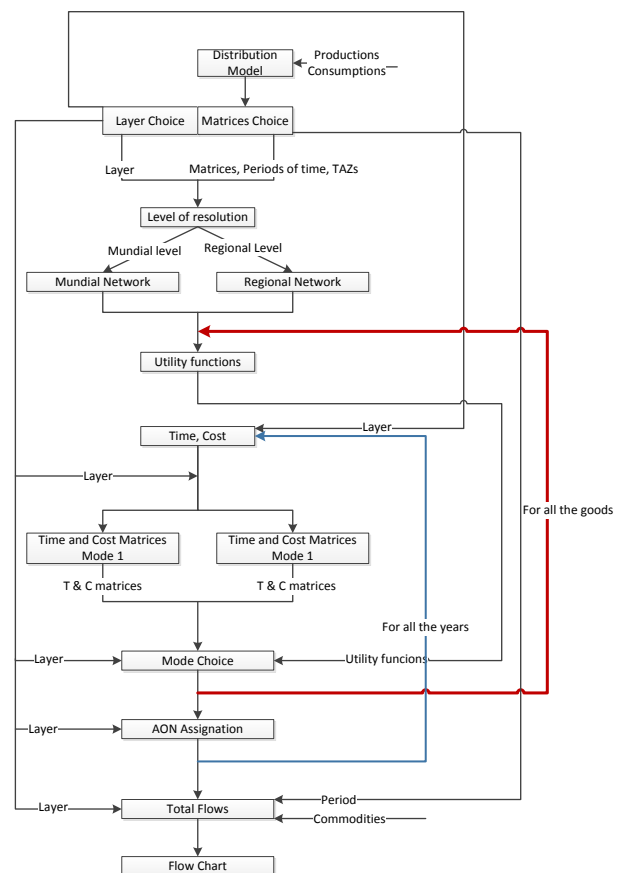 Distribution
Model
Productions
Consumptions
Layer Choice
Matrices Choice
Layer
Matrices, Periods of time, TAZs
Level of resolution
Mundial level
Regional Level
Mundial Network
Regional Network
Utility functions
Layer
Time, Cost
Layer
For all the goods
Time and Cost Matrices
Mode 1
Time and Cost Matrices
Mode 1
T & C matrices
T & C matrices
For all the years
Layer
Mode Choice
Utility funcions
Layer
AON Assignation
Layer
Total Flows
Period
Commodities
Flow Chart